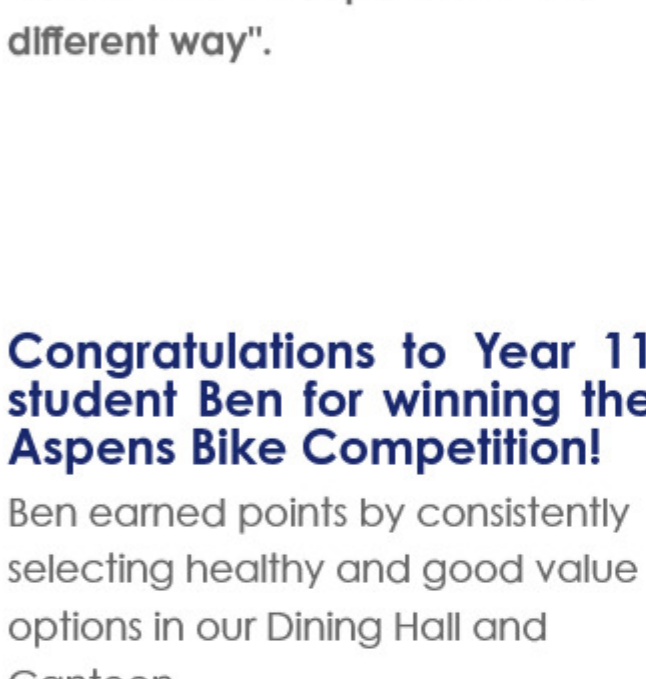 different way".
Congratulations to Year 11
student Ben for winning the
Aspens Bike Competition!
Ben earned points by consistently
selecting healthy and good value
options in our Dining Hall and